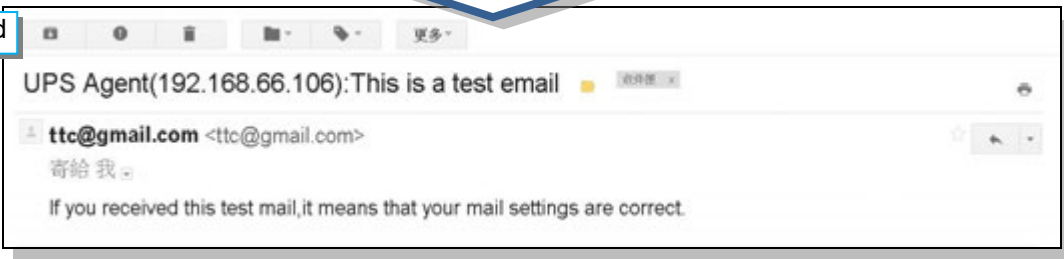 d
更多
UPS Agent(192.168.66.106):This is a test email
x
ttc@gmail.com <ttc@gmail.com>
寄給 我
If you received this test mail,it means that your mail settings are correct.